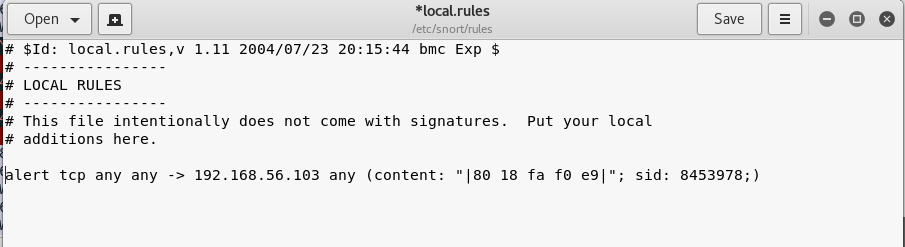 Open
*local.rules
/etc/snort/rules
Save
# $Id: local.rules,v 1.11 2004/07/23 20:15:44 bmc Exp $
# ----------------
# LOCAL RULES
# ----------------
# This file intentionally does not come with signatures.  Put your local
# additions here.
alert tcp any any -> 192.168.56.103 any (content: "|80 18 fa f0 e9|"; sid: 8453978;)